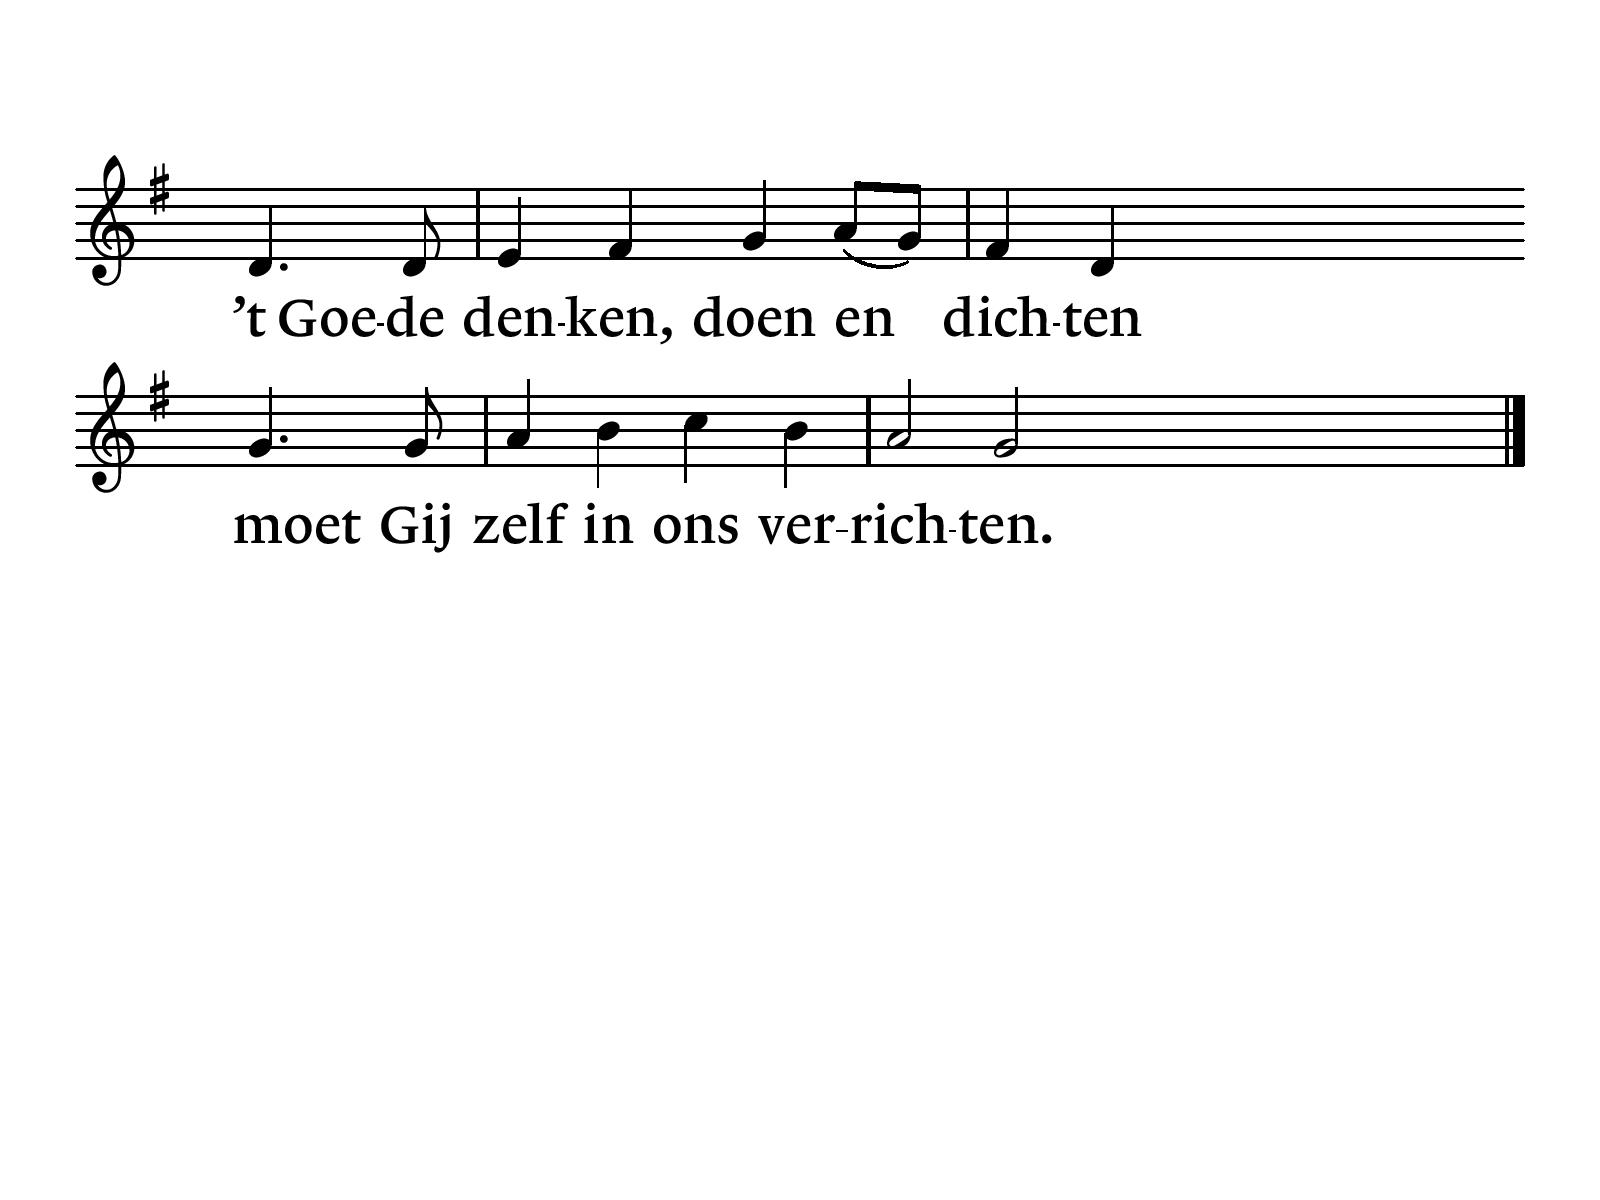 ’t Goe-de den-ken, doen en dich-ten
moet Gij zelf in ons ver-rich-ten.